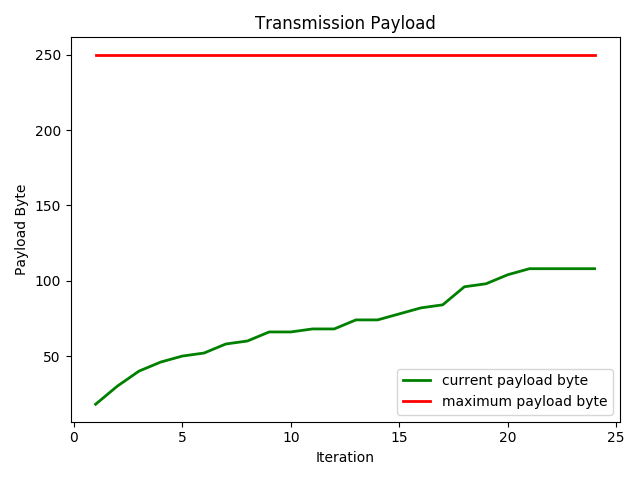 Transmission Payload
250
200
150
100
50
Payload Byte
0
5
10
15
20
25
Iteration
current payload byte
maximum payload byte